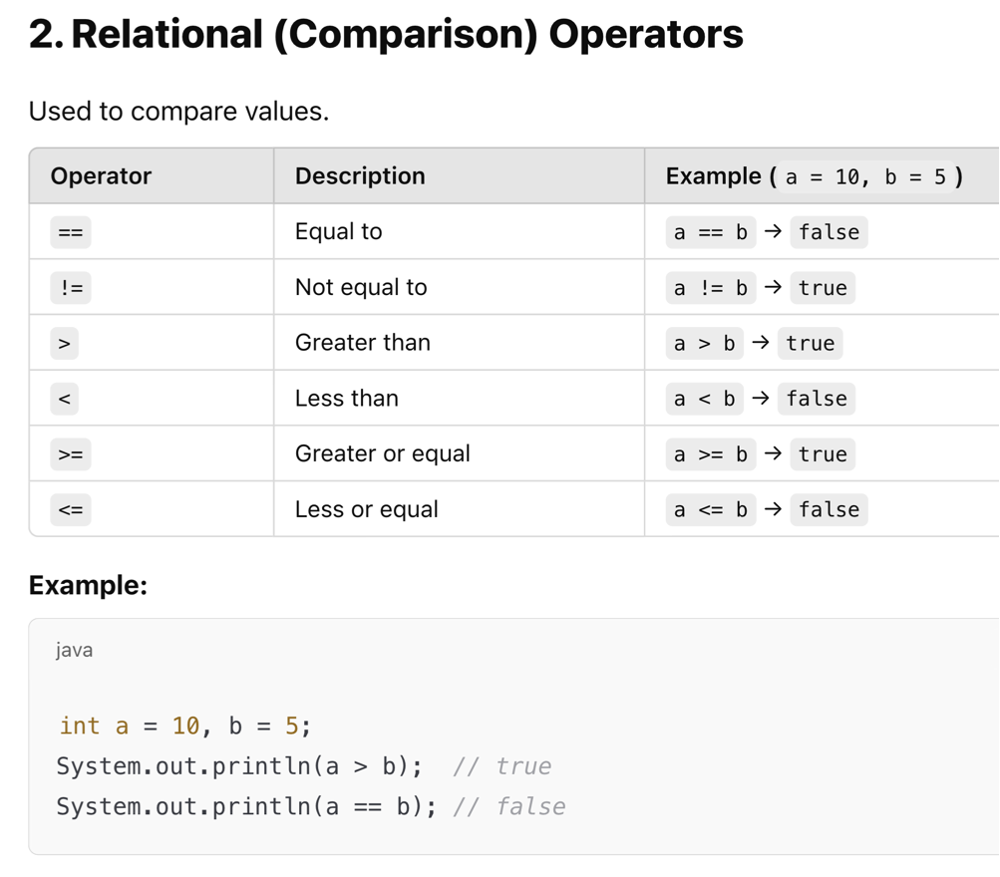 2. Relational (Comparison) Operators
Used to compare values.
Operator Description Example ( a = 10, b = 5 )
== Equal to a == b → false
!= Not equal to a != b → true
> Greater than a > b → true
< Less than a < b → false
>= Greater or equal a >= b → true
<= Less or equal a <= b → false
Example:
java
int a = 10, b = 5;
System.out.println(a > b);  // true
System.out.println(a == b); // false